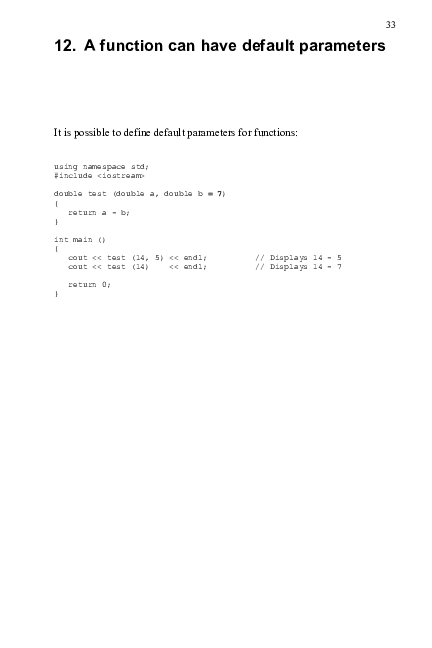 33
12. A function can have default parameters
It is possible to define default parameters for functions:
using namespace std;
#include <iostream>
double test (double a, double b = 7)
{
   return a - b;
}
int main ()
{
   cout << test (14, 5) << endl;          // Displays 14 - 5
   cout << test (14)    << endl;          // Displays 14 - 7
   return 0;
}